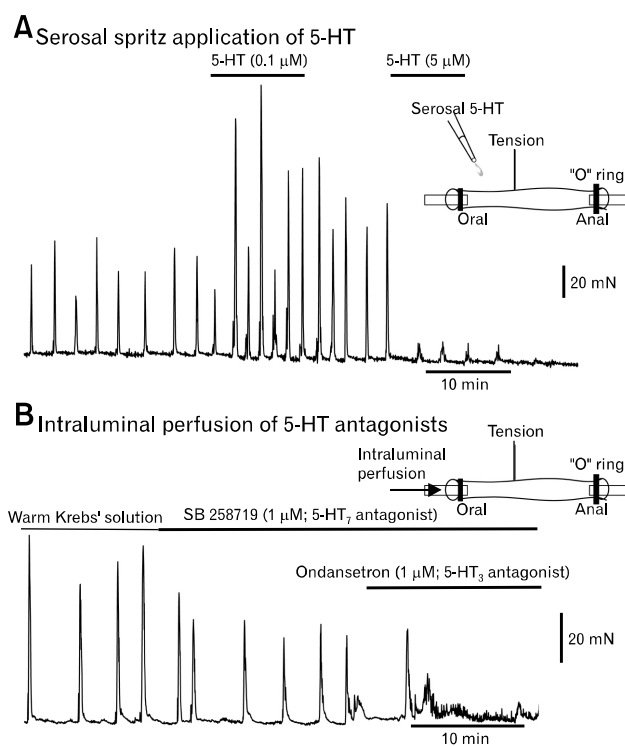 A Serosal spritz application of 5-HT
5-HT (0.1 µM)
5-HT (5 µM)
Serosal 5-HT
Tension
"O" ring
Oral
Anal
20 mN
10 min
B Intraluminal perfusion of 5-HT antagonists
Tension
Intraluminal
perfusion
"O" ring
Oral
Anal
Warm Krebs' solution
SB 258719 (1 µM; 5-HT₇ antagonist)
Ondansetron (1 µM; 5-HT₃ antagonist)
20 mN
10 min